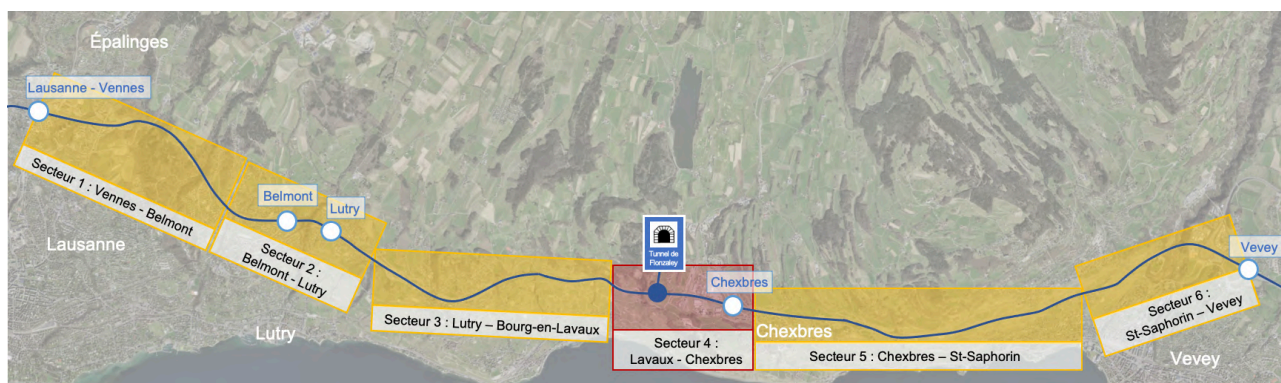 Épalinges
Lausanne - Vennes
Secteur 1 : Vennes - Belmont
Lausanne
Belmont
Lutry
Secteur 2 :
Belmont - Lutry
Lutry
Secteur 3 : Lutry – Bourg-en-Lavaux
Tunnel de
Flonzaley
Chexbres
Secteur 4 :
Lavaux - Chexbres
Chexbres
Secteur 5 : Chexbres – St-Saphorin
Vevey
Secteur 6 :
St-Saphorin – Vevey
Vevey